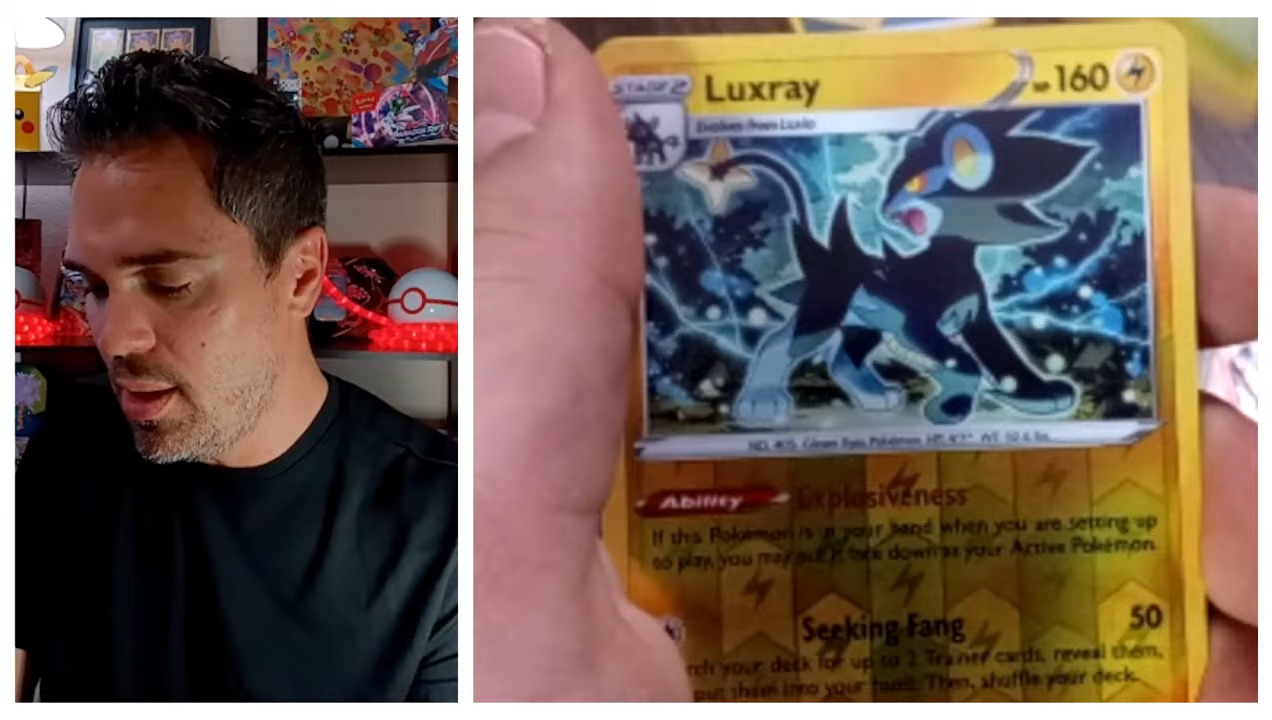 PARADOX RIFT
STAGE 2
Luxray
HP 160
Evolves from Luxio
NO. 405 Gleam Eyes Pokémon HT: 4'7" WT:
Ability Explosiveness
If this Pokémon is in your hand when you are setting up
to play, you may put it face down as your Active Pokémon.
Seeking Fang 50
rch your deck for up to 2 Trainer cards, reveal them,
put them into your hand. Then, shuffle your deck.